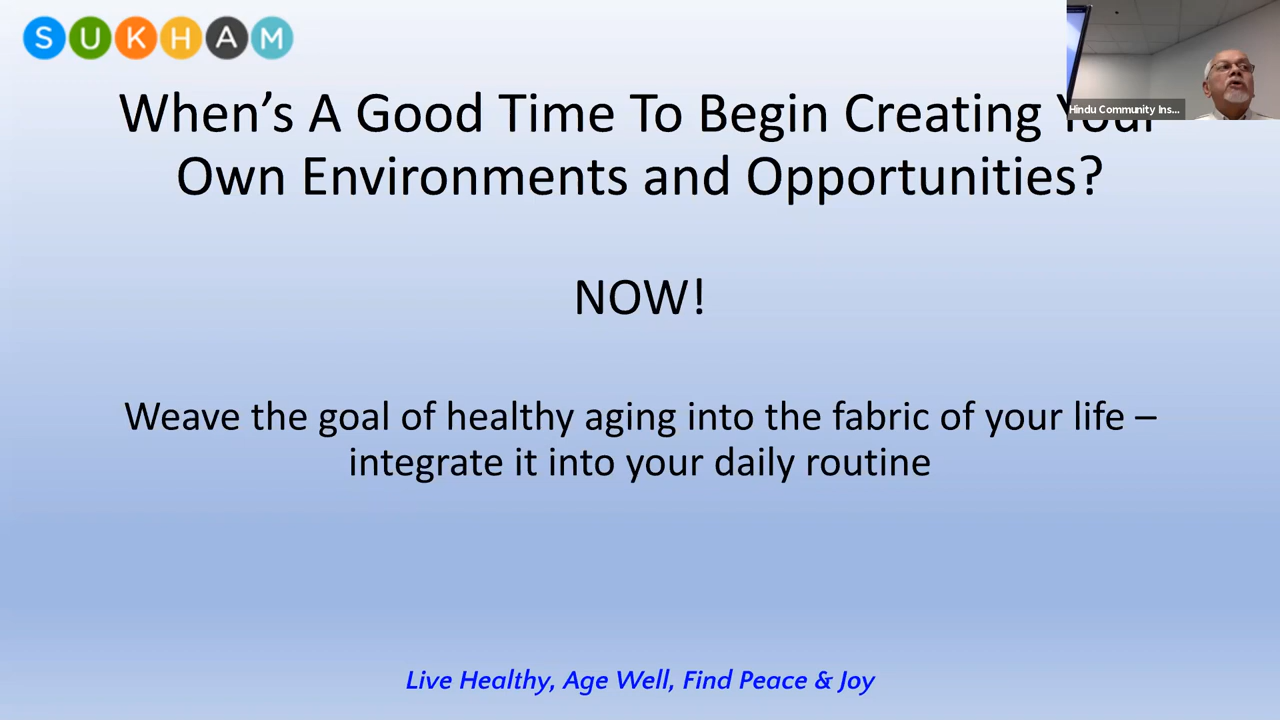 SUKHAM
When's A Good Time To Begin Creating Your
Hindu Community Ins...
Own Environments and Opportunities?
NOW!
Weave the goal of healthy aging into the fabric of your life –
integrate it into your daily routine
Live Healthy, Age Well, Find Peace & Joy